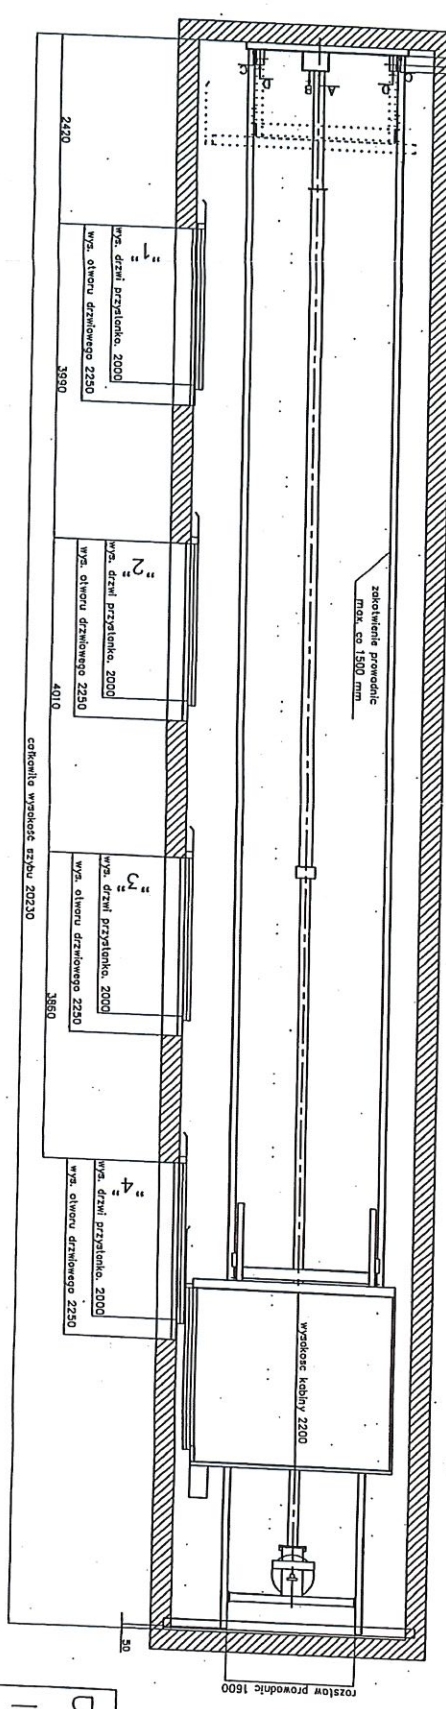 C
D
B
A
D
C
2420
"1"
wys. drzwi przystanku. 2000
wys. otworu drzwiowego 2250
3990
zakotwienie prowadnic
max. co 1500 mm
"2"
wys. drzwi przystanku. 2000
wys. otworu drzwiowego 2250
4010
całkowita wysokość szybu 20230
"3"
wys. drzwi przystanku. 2000
wys. otworu drzwiowego 2250
3860
"4"
wys. drzwi przystanku. 2000
wys. otworu drzwiowego 2250
wysokosc kabiny 2200
50
rozstaw prowadnic 1600